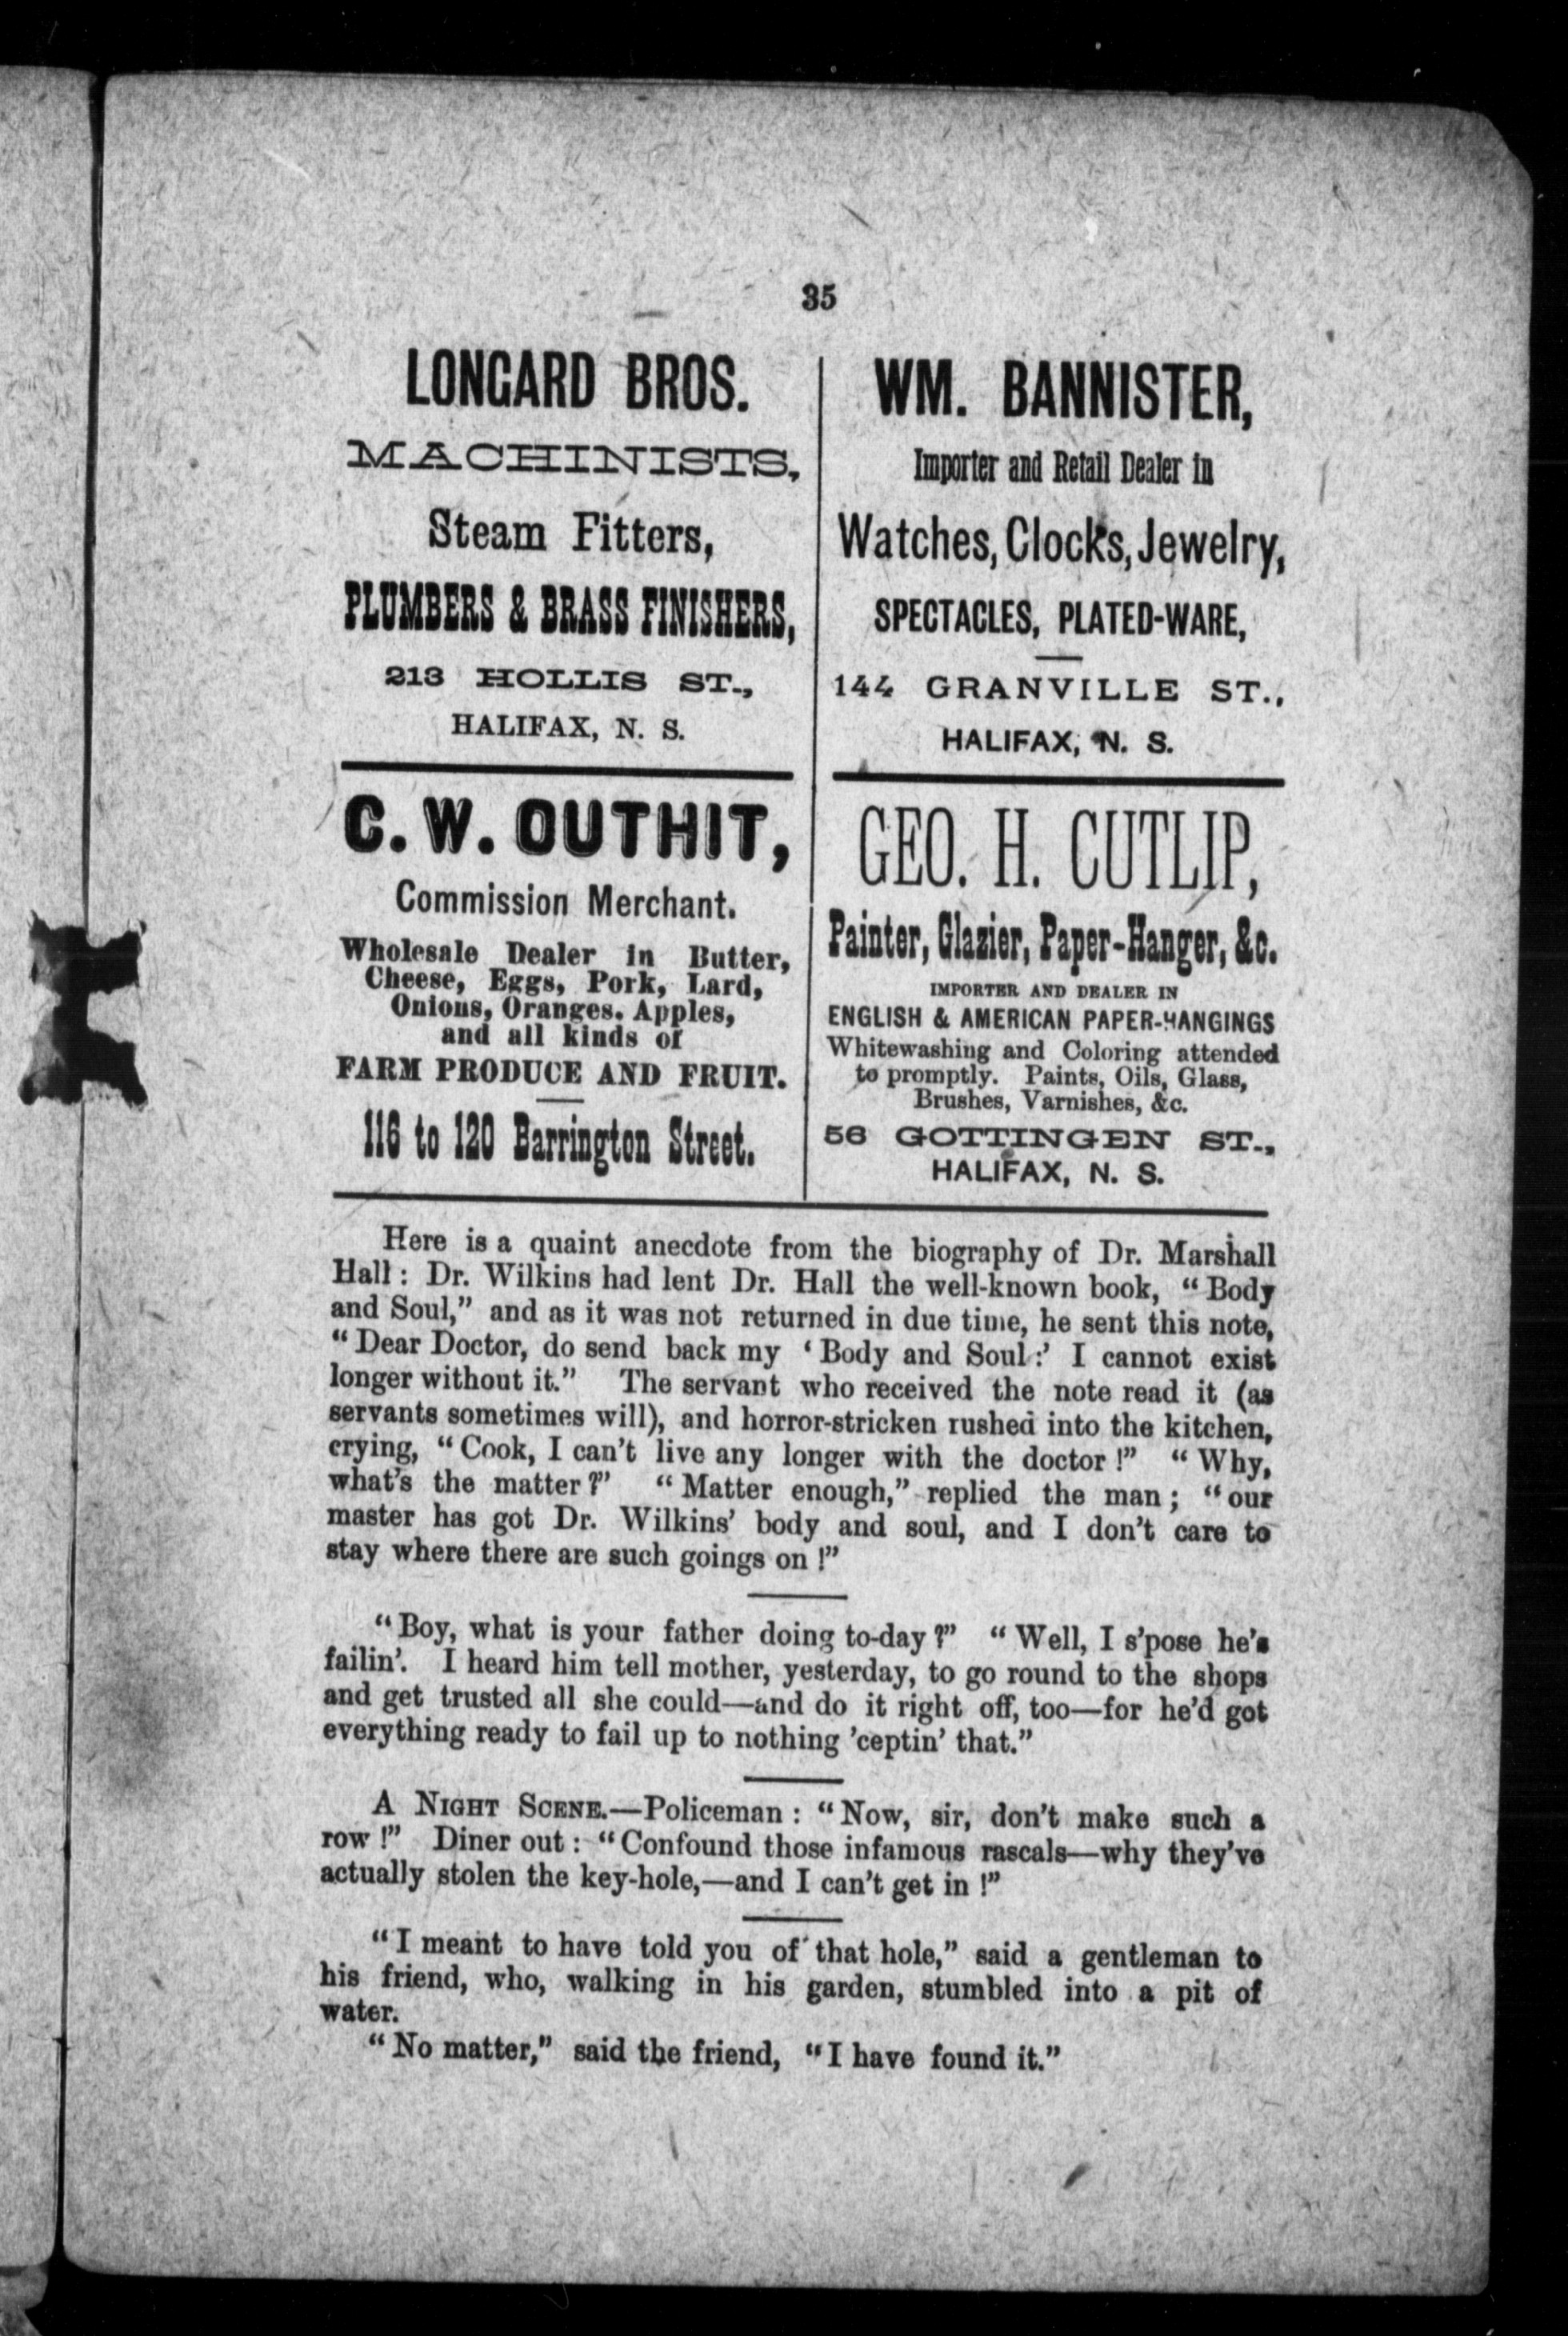 35
LONGARD BROS.
MACHINISTS,
Steam Fitters,
PLUMBERS & BRASS FINISHERS,
213 HOLLIS ST.,
HALIFAX, N. S.
WM. BANNISTER,
Importer and Retail Dealer in
Watches, Clocks, Jewelry,
SPECTACLES, PLATED-WARE,
144 GRANVILLE ST.,
HALIFAX, N. S.
C. W. OUTHIT,
Commission Merchant.
Wholesale Dealer in Butter,
Cheese, Eggs, Pork, Lard,
Onions, Oranges. Apples,
and all kinds of
FARM PRODUCE AND FRUIT.
116 to 120 Barrington Street.
GEO. H. CUTLIP,
Painter, Glazier, Paper-Hanger, &c.
IMPORTER AND DEALER IN
ENGLISH & AMERICAN PAPER-HANGINGS
Whitewashing and Coloring attended
to promptly. Paints, Oils, Glass,
Brushes, Varnishes, &c.
56 GOTTINGEN ST.,
HALIFAX, N. S.
Here is a quaint anecdote from the biography of Dr. Marshall
Hall: Dr. Wilkins had lent Dr. Hall the well-known book, "Body
and Soul," and as it was not returned in due time, he sent this note,
"Dear Doctor, do send back my 'Body and Soul:' I cannot exist
longer without it." The servant who received the note read it (as
servants sometimes will), and horror-stricken rushed into the kitchen,
crying, "Cook, I can't live any longer with the doctor!" "Why,
what's the matter?" "Matter enough," replied the man; "our
master has got Dr. Wilkins' body and soul, and I don't care to
stay where there are such goings on!"
"Boy, what is your father doing to-day?" "Well, I s'pose he's
failin'. I heard him tell mother, yesterday, to go round to the shops
and get trusted all she could—and do it right off, too—for he'd got
everything ready to fail up to nothing 'ceptin' that."
A NIGHT SCENE.—Policeman: "Now, sir, don't make such a
row!" Diner out: "Confound those infamous rascals—why they've
actually stolen the key-hole,—and I can't get in!"
"I meant to have told you of that hole," said a gentleman to
his friend, who, walking in his garden, stumbled into a pit of
water.
"No matter," said the friend, "I have found it."